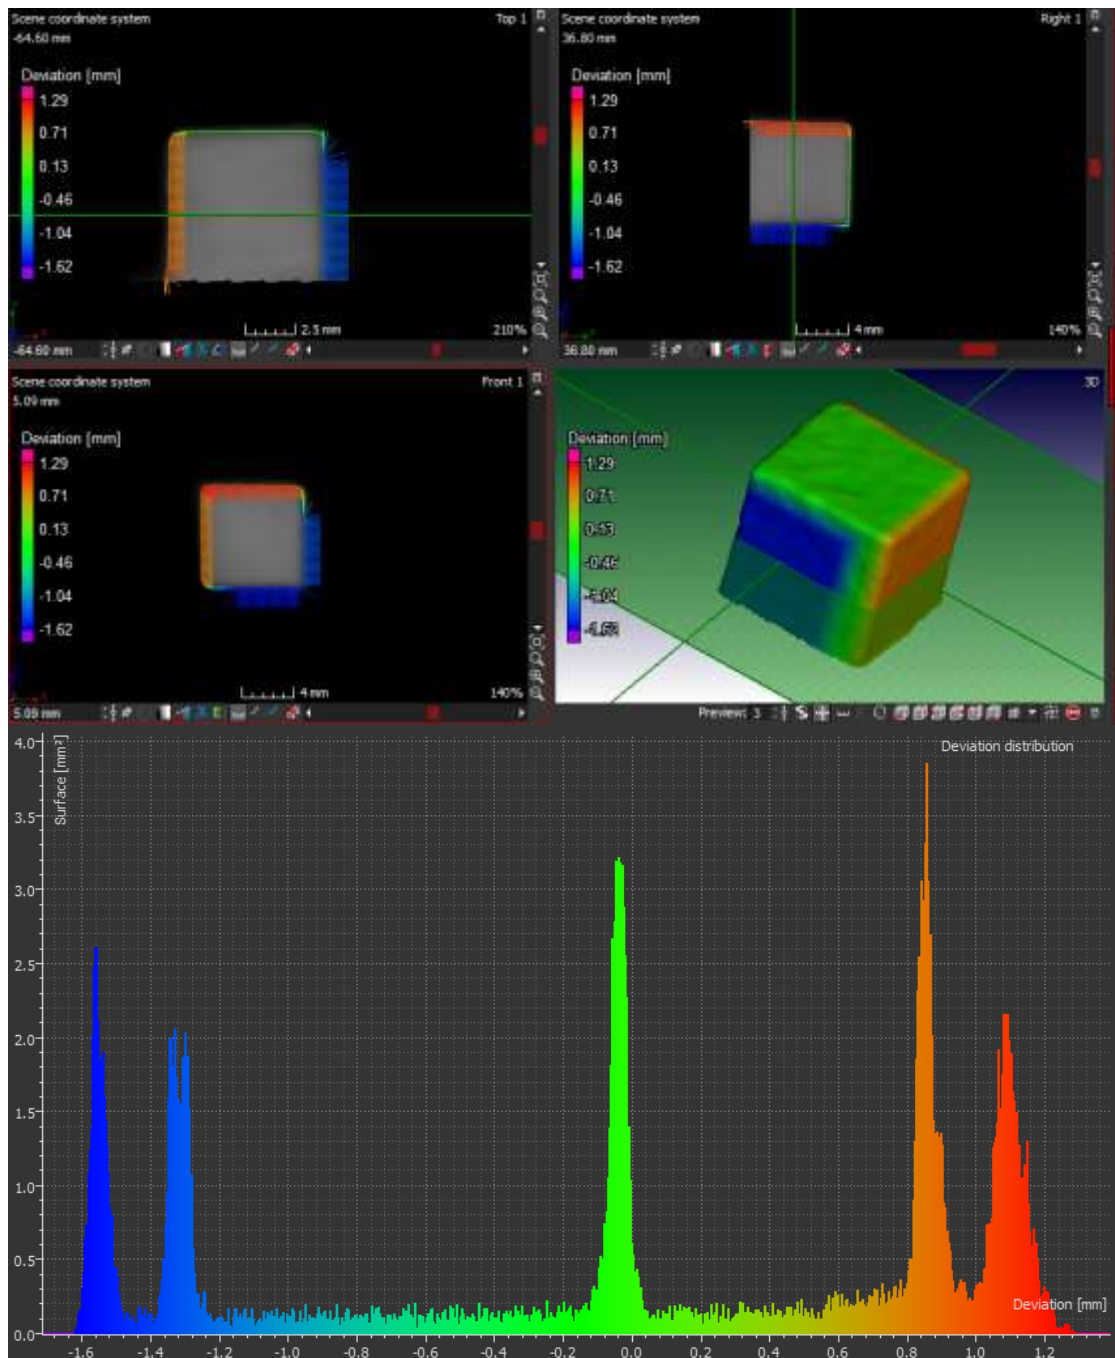 Scene coordinate system
Top 1
-64.60 mm
Deviation [mm]
1.29
0.71
0.13
-0.46
-1.04
-1.62
2.5 mm
210%
-64.60 mm
Scene coordinate system
Right 1
36.80 mm
Deviation [mm]
1.29
0.71
0.13
-0.46
-1.04
-1.62
4 mm
140%
36.80 mm
Scene coordinate system
Front 1
5.09 mm
Deviation [mm]
1.29
0.71
0.13
-0.46
-1.04
-1.62
4 mm
140%
5.09 mm
3D
Deviation [mm]
1.29
0.71
0.13
-0.46
-1.04
-1.62
Preview: 3
Deviation distribution
Surface [mm²]
4.0
3.5
3.0
2.5
2.0
1.5
1.0
0.5
0.0
Deviation [mm]
-1.6 -1.4 -1.2 -1.0 -0.8 -0.6 -0.4 -0.2 0.0 0.2 0.4 0.6 0.8 1.0 1.2